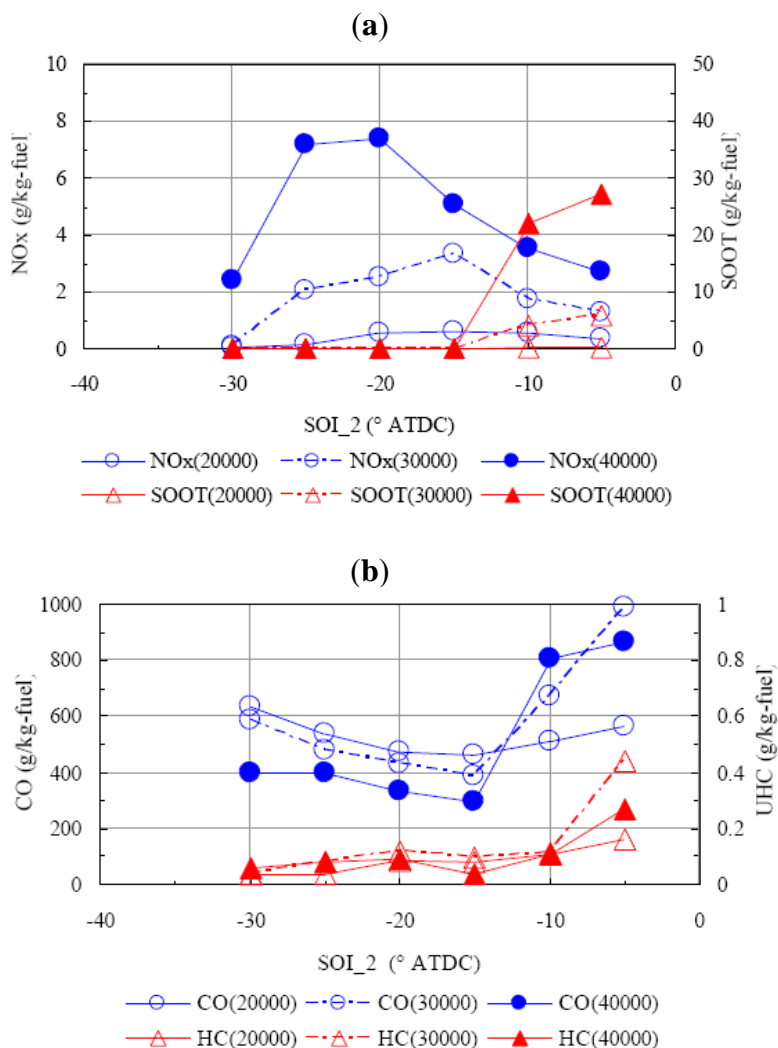 (a)
10 50
8 40
6 30
4 20
2 10
0 0
NOx (g/kg-fuel)
SOOT (g/kg-fuel)
-40 -30 -20 -10 0
SOI_2 (° ATDC)
NOx(20000) NOx(30000) NOx(40000)
SOOT(20000) SOOT(30000) SOOT(40000)
(b)
1000 1
800 0.8
600 0.6
400 0.4
200 0.2
0 0
CO (g/kg-fuel)
UHC (g/kg-fuel)
-40 -30 -20 -10 0
SOI_2 (° ATDC)
CO(20000) CO(30000) CO(40000)
HC(20000) HC(30000) HC(40000)